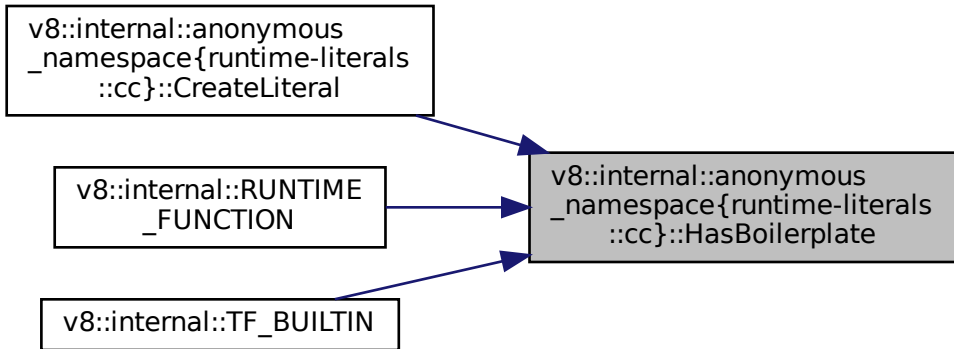 v8::internal::anonymous
_namespace{runtime-literals
::cc}::CreateLiteral
v8::internal::RUNTIME
_FUNCTION
v8::internal::TF_BUILTIN
v8::internal::anonymous
_namespace{runtime-literals
::cc}::HasBoilerplate